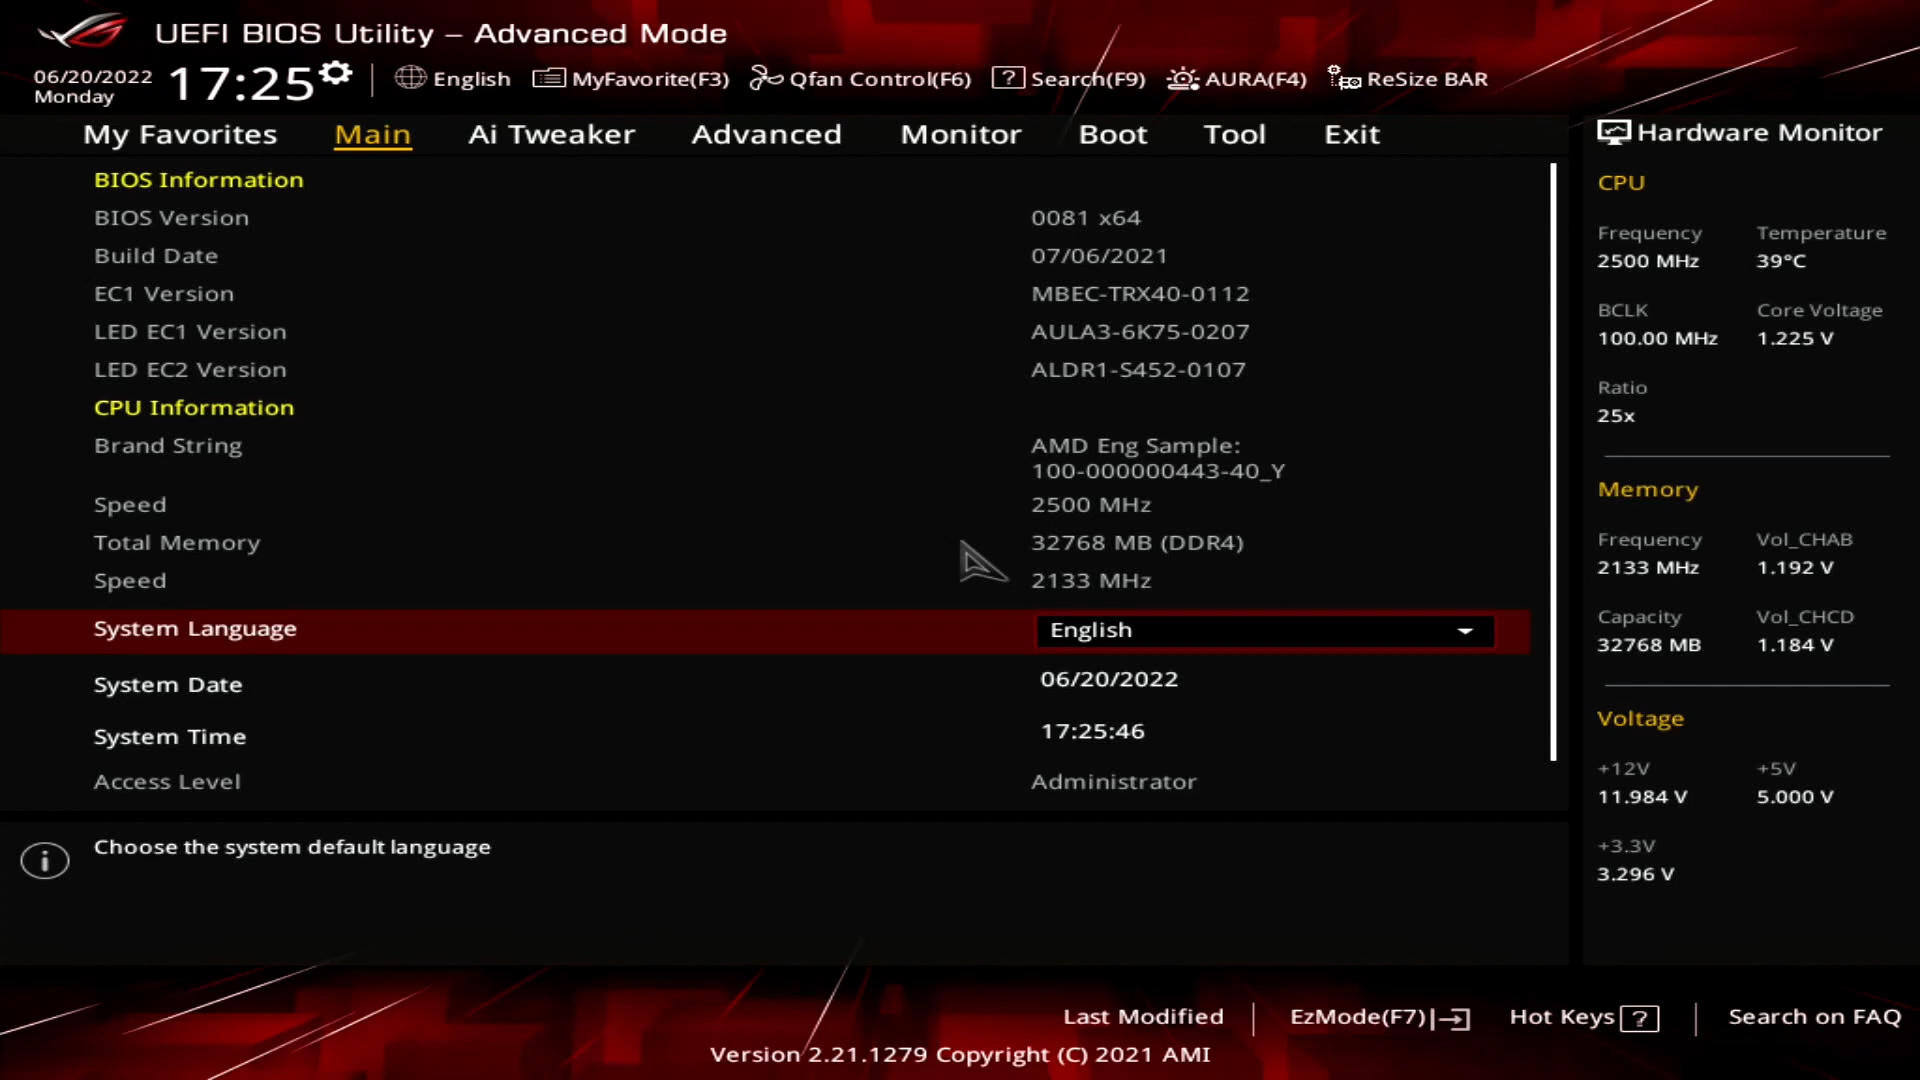 UEFI BIOS Utility – Advanced Mode
06/20/2022
Monday
17:25
English
MyFavorite(F3)
Qfan Control(F6)
? Search(F9)
AURA(F4)
ReSize BAR
My Favorites
Main
Ai Tweaker
Advanced
Monitor
Boot
Tool
Exit
BIOS Information
BIOS Version 0081 x64
Build Date 07/06/2021
EC1 Version MBEC-TRX40-0112
LED EC1 Version AULA3-6K75-0207
LED EC2 Version ALDR1-S452-0107
CPU Information
Brand String AMD Eng Sample:
100-000000443-40_Y
Speed 2500 MHz
Total Memory 32768 MB (DDR4)
Speed 2133 MHz
System Language English
System Date 06/20/2022
System Time 17:25:46
Access Level Administrator
i Choose the system default language
Hardware Monitor
CPU
Frequency Temperature
2500 MHz 39°C
BCLK Core Voltage
100.00 MHz 1.225 V
Ratio
25x
Memory
Frequency Vol_CHAB
2133 MHz 1.192 V
Capacity Vol_CHCD
32768 MB 1.184 V
Voltage
+12V +5V
11.984 V 5.000 V
+3.3V
3.296 V
Last Modified
EzMode(F7)
Hot Keys ?
Search on FAQ
Version 2.21.1279 Copyright (C) 2021 AMI